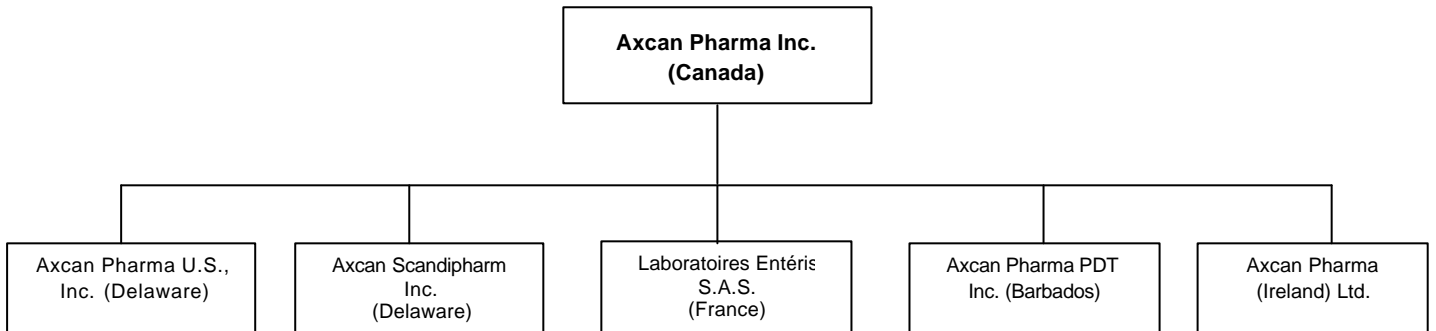 Axcan Pharma Inc.
(Canada)
Axcan Pharma U.S.,
Inc. (Delaware)
Axcan Scandipharm
Inc.
(Delaware)
Laboratoires Entéris
S.A.S.
(France)
Axcan Pharma PDT
Inc. (Barbados)
Axcan Pharma
(Ireland) Ltd.